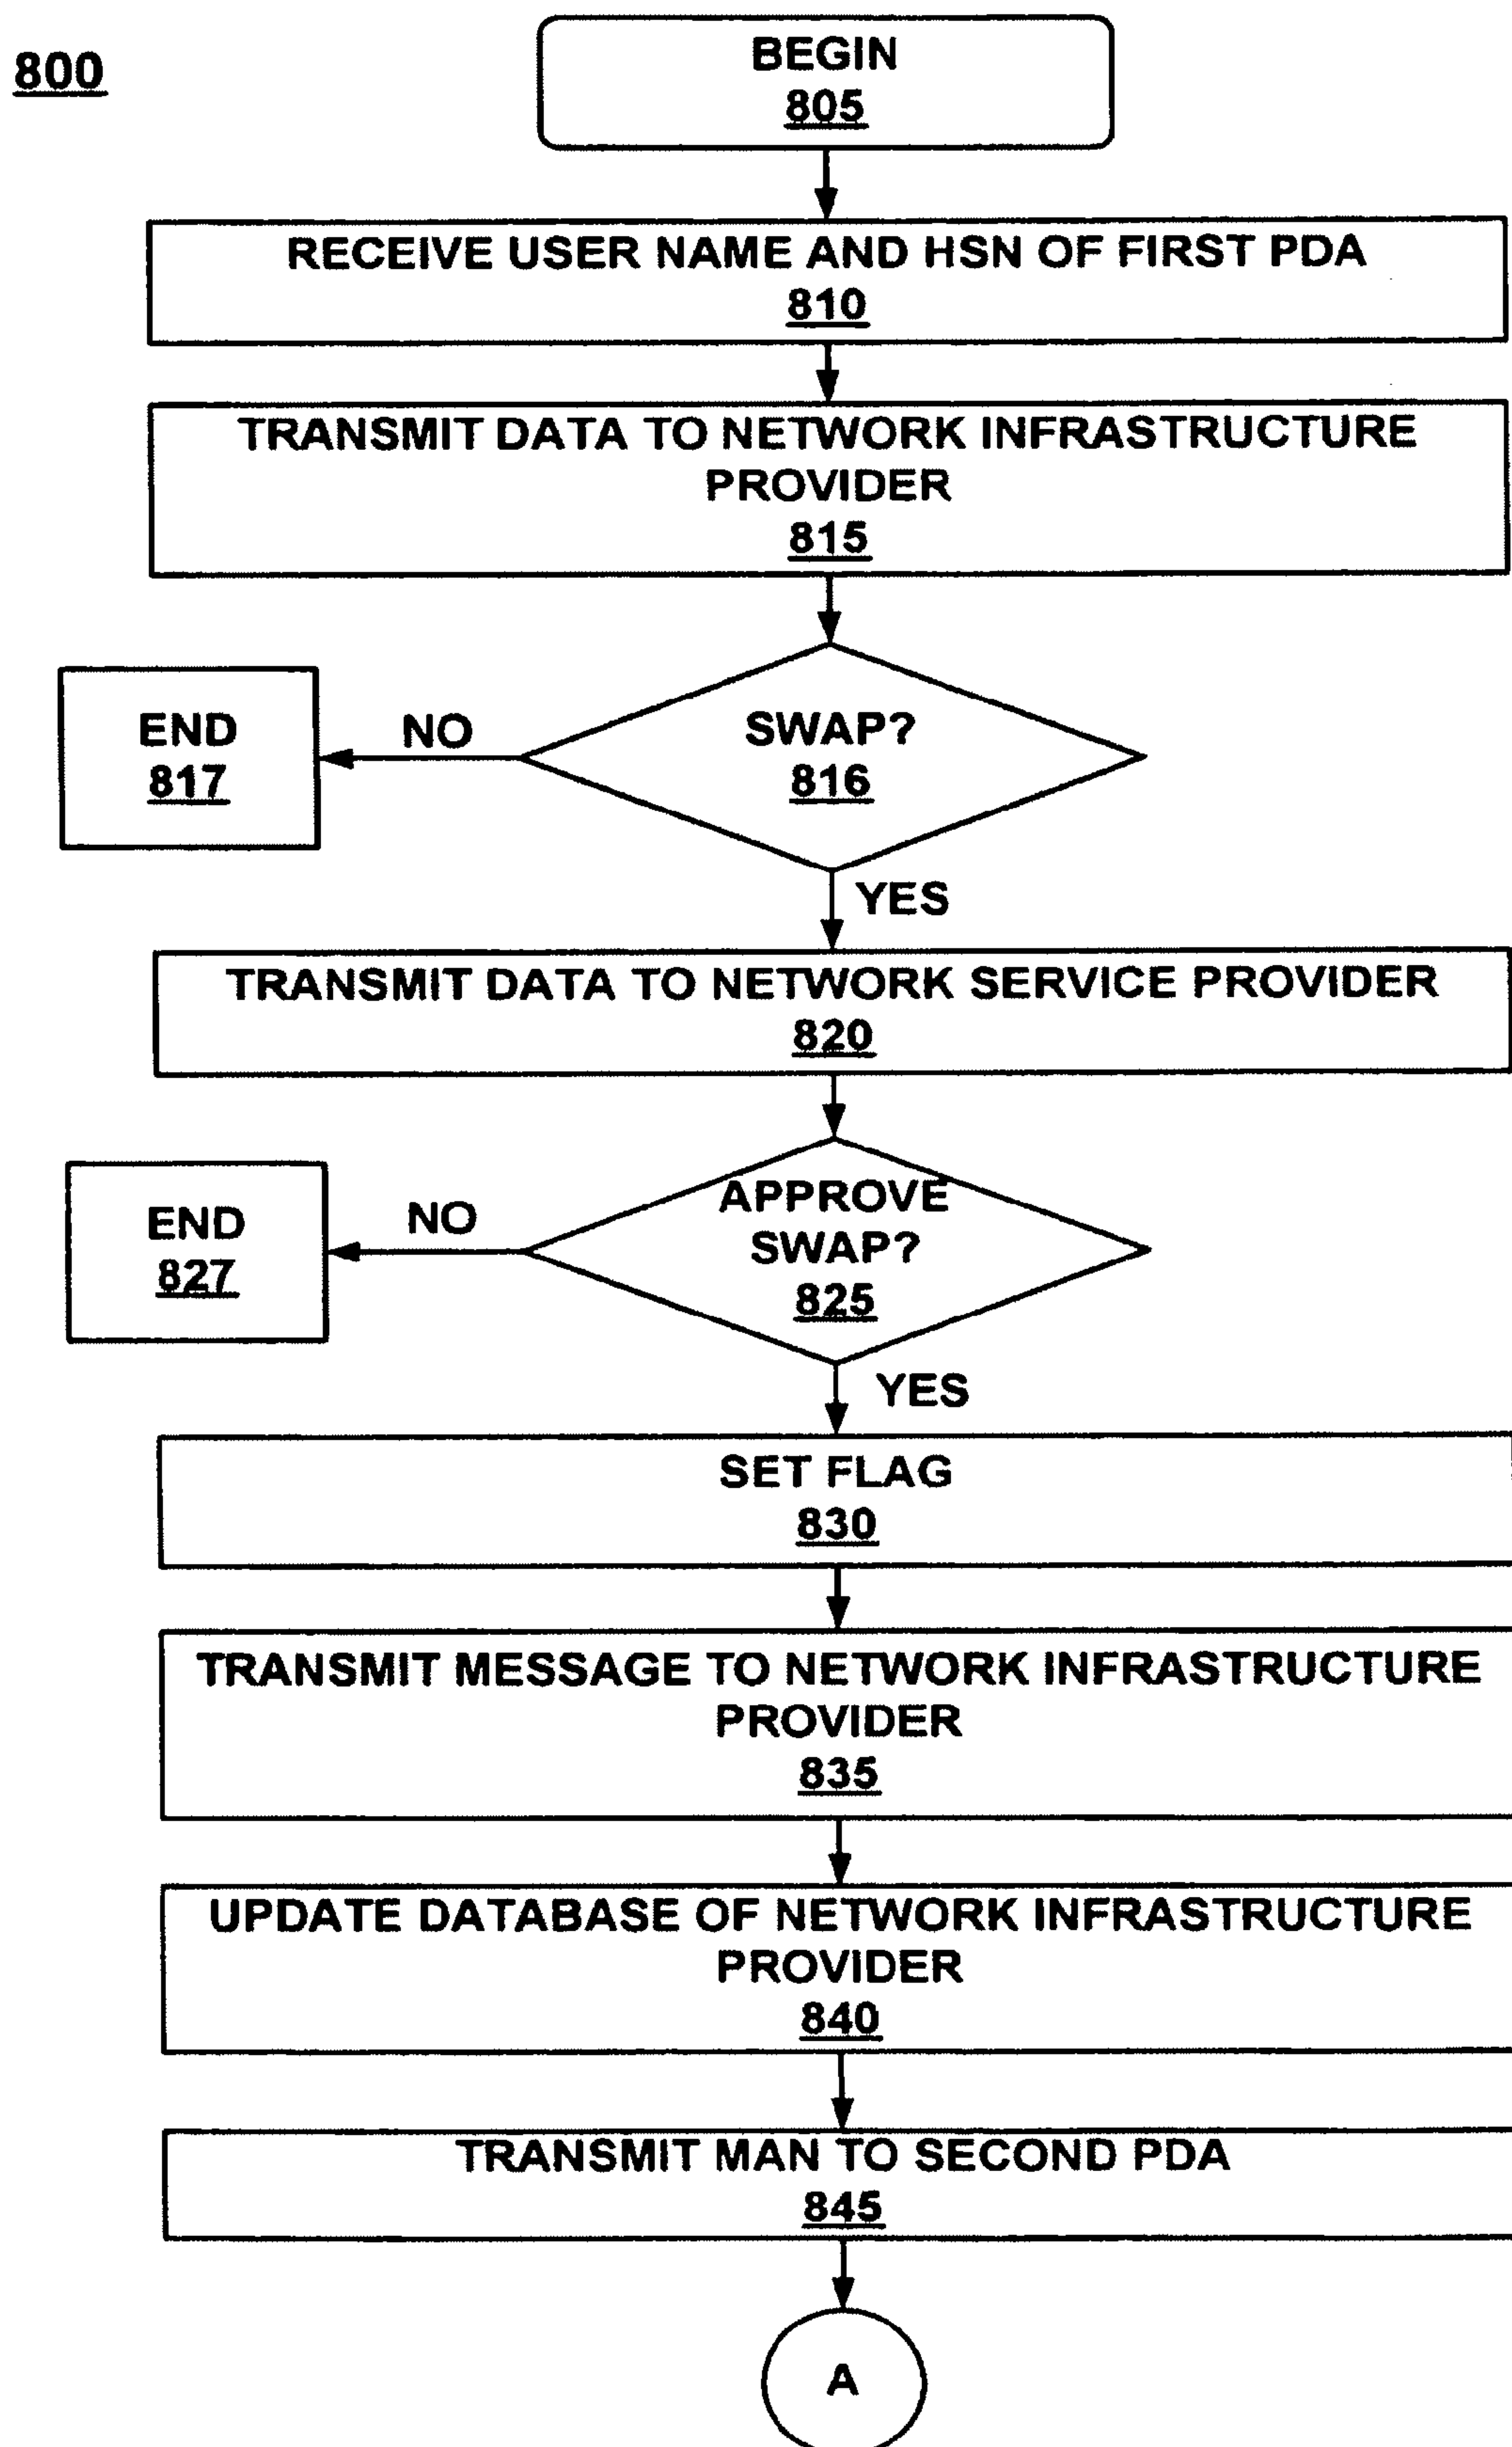 800
BEGIN
805
RECEIVE USER NAME AND HSN OF FIRST PDA
810
TRANSMIT DATA TO NETWORK INFRASTRUCTURE
PROVIDER
815
SWAP?
816
NO
END
817
YES
TRANSMIT DATA TO NETWORK SERVICE PROVIDER
820
APPROVE
SWAP?
825
NO
END
827
YES
SET FLAG
830
TRANSMIT MESSAGE TO NETWORK INFRASTRUCTURE
PROVIDER
835
UPDATE DATABASE OF NETWORK INFRASTRUCTURE
PROVIDER
840
TRANSMIT MAN TO SECOND PDA
845
A